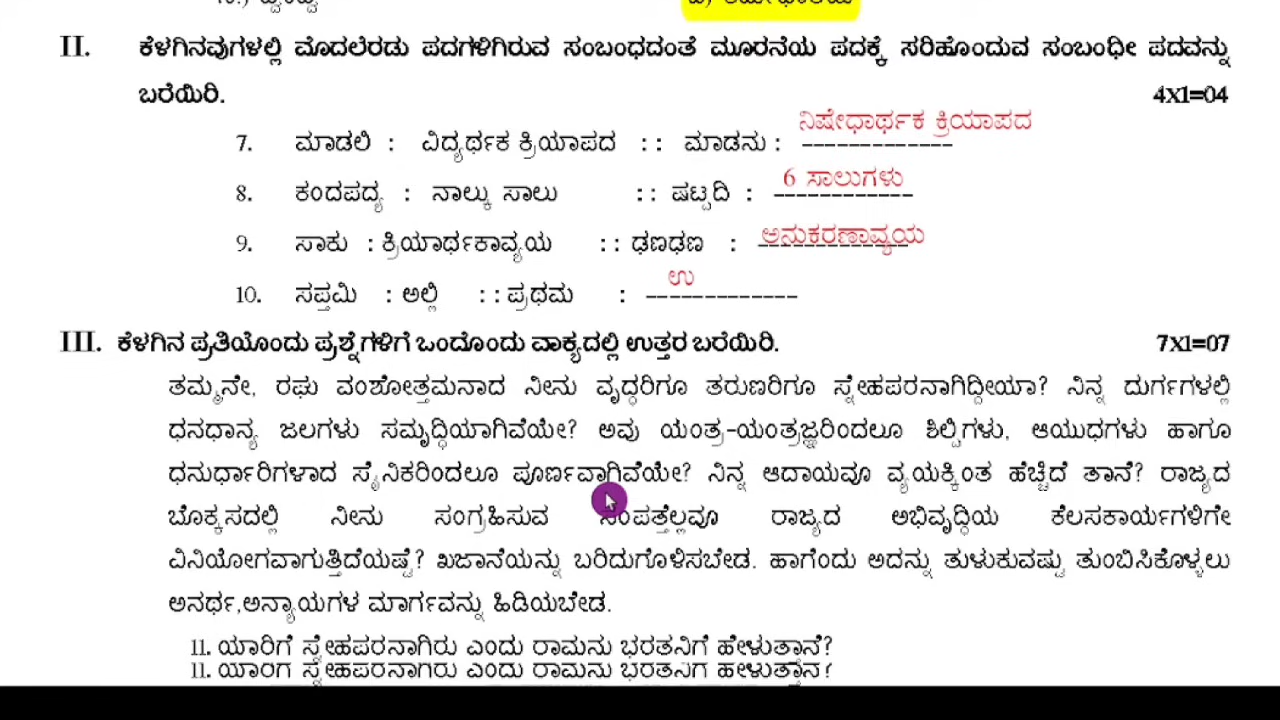 II. ಕೆಳಗಿನವುಗಳಲ್ಲಿ ಮೊದಲೆರಡು ಪದಗಳಿಗಿರುವ ಸಂಬಂಧದಂತೆ ಮೂರನೆಯ ಪದಕ್ಕೆ ಸರಿಹೊಂದುವ ಸಂಬಂಧೀ ಪದವನ್ನು
ಬರೆಯಿರಿ. 4X1=04
7. ಮಾಡಲಿ : ವಿಧ್ಯರ್ಥಕ ಕ್ರಿಯಾಪದ :: ಮಾಡನು : ನಿಷೇಧಾರ್ಥಕ ಕ್ರಿಯಾಪದ
8. ಕಂದಪದ್ಯ : ನಾಲ್ಕು ಸಾಲು :: ಷಟ್ಪದಿ : 6 ಸಾಲುಗಳು
9. ಸಾಕು : ಕ್ರಿಯಾರ್ಥಕಾವ್ಯಯ :: ಢಣಢಣ : ಅನುಕರಣಾವ್ಯಯ
10. ಸಪ್ತಮಿ : ಅಲ್ಲಿ :: ಪ್ರಥಮ : ಉ
III. ಕೆಳಗಿನ ಪ್ರತಿಯೊಂದು ಪ್ರಶ್ನೆಗಳಿಗೆ ಒಂದೊಂದು ವಾಕ್ಯದಲ್ಲಿ ಉತ್ತರ ಬರೆಯಿರಿ. 7X1=07
ತಮ್ಮನೇ, ರಘು ವಂಶೋತ್ತಮನಾದ ನೀನು ವೃದ್ಧರಿಗೂ ತರುಣರಿಗೂ ಸ್ನೇಹಪರನಾಗಿದ್ದೀಯಾ? ನಿನ್ನ ದುರ್ಗಗಳಲ್ಲಿ
ಧನಧಾನ್ಯ ಜಲಗಳು ಸಮೃದ್ಧಿಯಾಗಿವೆಯೇ? ಅವು ಯಂತ್ರ-ಯಂತ್ರಜ್ಞರಿಂದಲೂ ಶಿಲ್ಪಿಗಳು, ಆಯುಧಗಳು ಹಾಗೂ
ಧನುರ್ಧಾರಿಗಳಾದ ಸೈನಿಕರಿಂದಲೂ ಪೂರ್ಣವಾಗಿವೆಯೇ? ನಿನ್ನ ಆದಾಯವೂ ವ್ಯಯಕ್ಕಿಂತ ಹೆಚ್ಚಿದೆ ತಾನೆ? ರಾಜ್ಯದ
ಬೊಕ್ಕಸದಲ್ಲಿ ನೀನು ಸಂಗ್ರಹಿಸುವ ಸಂಪತ್ತೆಲ್ಲವೂ ರಾಜ್ಯದ ಅಭಿವೃದ್ಧಿಯ ಕೆಲಸಕಾರ್ಯಗಳಿಗೇ
ವಿನಿಯೋಗವಾಗುತ್ತಿದೆಯಷ್ಟೆ? ಖಜಾನೆಯನ್ನು ಬರಿದುಗೊಳಿಸಬೇಡ. ಹಾಗೆಂದು ಅದನ್ನು ತುಳುಕುವಷ್ಟು ತುಂಬಿಸಿಕೊಳ್ಳಲು
ಅನರ್ಥ,ಅನ್ಯಾಯಗಳ ಮಾರ್ಗವನ್ನು ಹಿಡಿಯಬೇಡ.
11. ಯಾರಿಗೆ ಸ್ನೇಹಪರನಾಗಿರು ಎಂದು ರಾಮನು ಭರತನಿಗೆ ಹೇಳುತ್ತಾನೆ?
11. ಯಾರಿಗೆ ಸ್ನೇಹಪರನಾಗಿರು ಎಂದು ರಾಮನು ಭರತನಿಗೆ ಹೇಳುತ್ತಾನೆ?